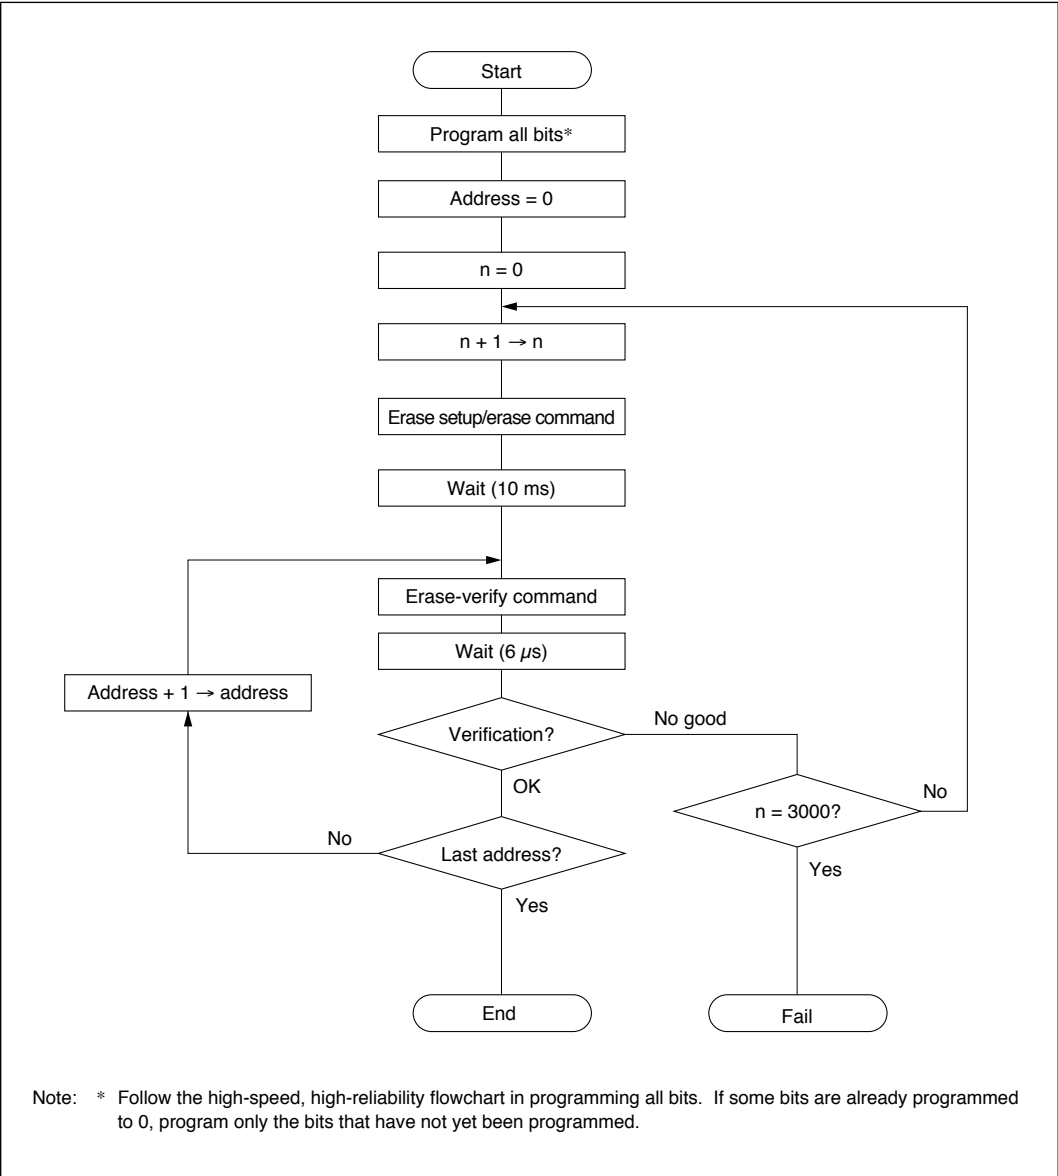 Start
Program all bits*
Address = 0
n = 0
n + 1 → n
Erase setup/erase command
Wait (10 ms)
Erase-verify command
Wait (6 μs)
Address + 1 → address
Verification?
No good
OK
n = 3000?
No
No
Last address?
Yes
Yes
End
Fail
Note: * Follow the high-speed, high-reliability flowchart in programming all bits. If some bits are already programmed
to 0, program only the bits that have not yet been programmed.